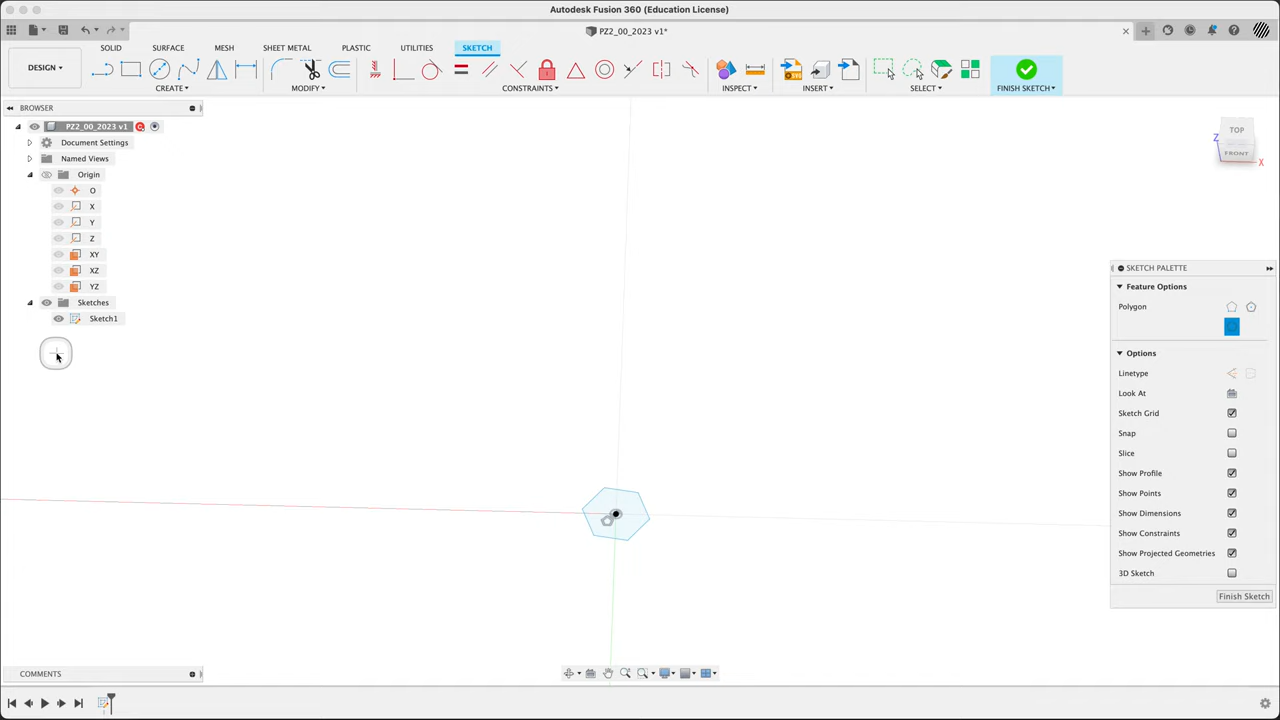 Autodesk Fusion 360 (Education License)
PZ2_00_2023 v1*
SOLID SURFACE MESH SHEET METAL PLASTIC UTILITIES SKETCH
DESIGN
CREATE MODIFY CONSTRAINTS INSPECT INSERT SELECT FINISH SKETCH
BROWSER
PZ2_00_2023 v1
Document Settings
Named Views
Origin
O
X
Y
Z
XY
XZ
YZ
Sketches
Sketch1
TOP
FRONT
Z
X
SKETCH PALETTE
Feature Options
Polygon
Options
Linetype
Look At
Sketch Grid
Snap
Slice
Show Profile
Show Points
Show Dimensions
Show Constraints
Show Projected Geometries
3D Sketch
Finish Sketch
COMMENTS